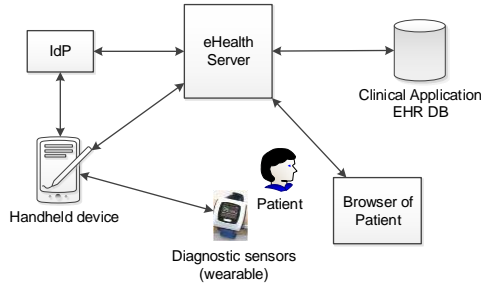 IdP
eHealth
Server
Clinical Application
EHR DB
Handheld device
Patient
Browser of
Patient
Diagnostic sensors
(wearable)